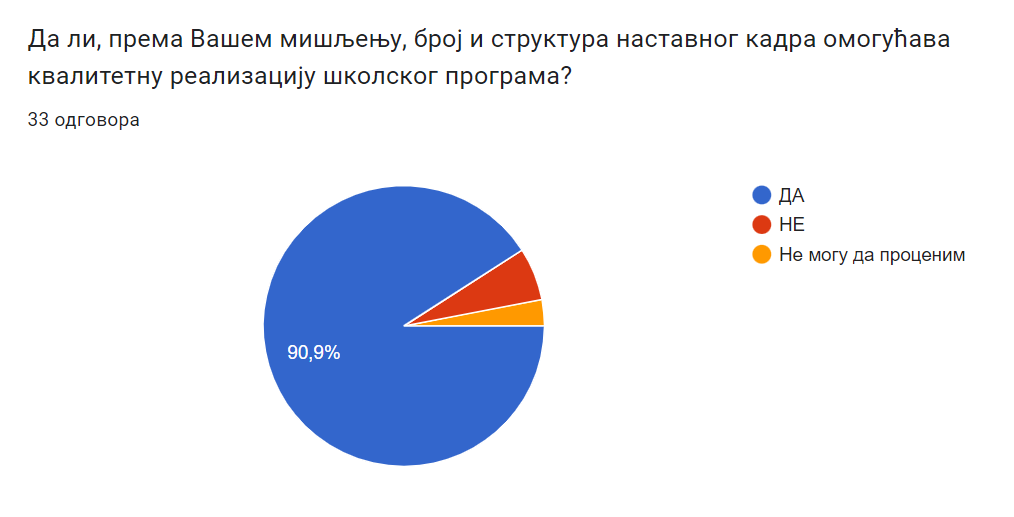 Да ли, према Вашем мишљењу, број и структура наставног кадра омогућава
квалитетну реализацију школског програма?
33 одговора
ДА
НЕ
Не могу да проценим
90,9%